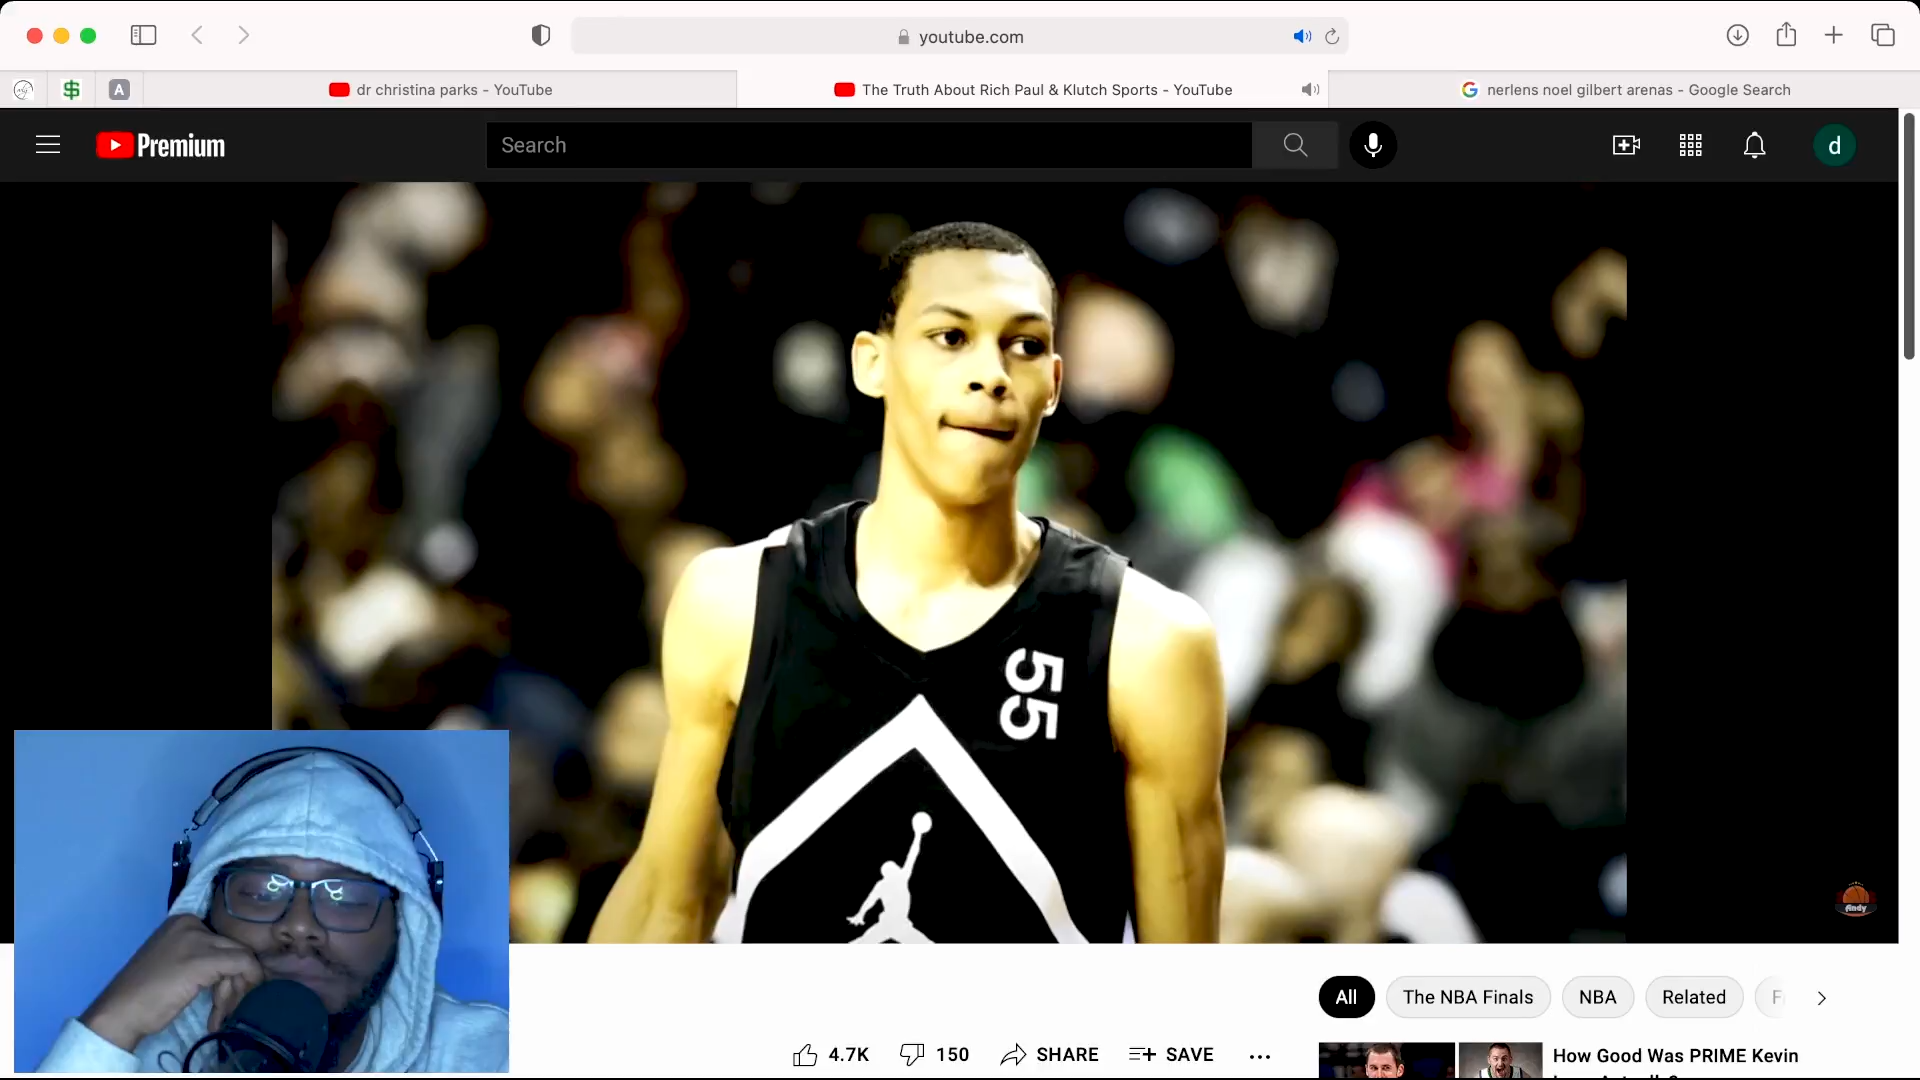 youtube.com
dr christina parks - YouTube
The Truth About Rich Paul & Klutch Sports - YouTube
nerlens noel gilbert arenas - Google Search
A
Premium
Search
d
55
Andy
All
The NBA Finals
NBA
Related
4.7K
150
SHARE
SAVE
How Good Was PRIME Kevin